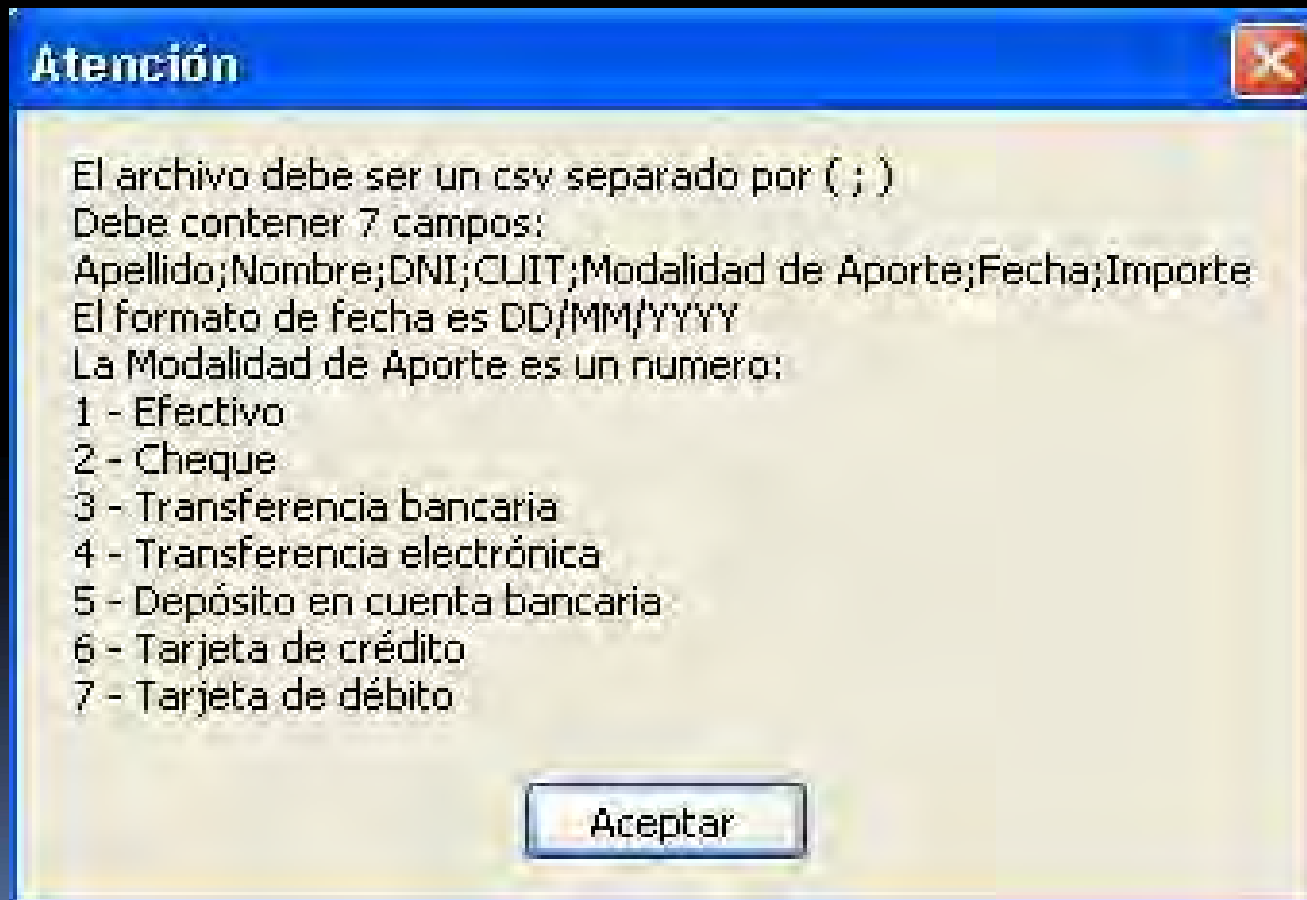 Atención
El archivo debe ser un csv separado por ( ; )
Debe contener 7 campos:
Apellido;Nombre;DNI;CUIT;Modalidad de Aporte;Fecha;Importe
El formato de fecha es DD/MM/YYYY
La Modalidad de Aporte es un numero:
1 - Efectivo
2 - Cheque
3 - Transferencia bancaria
4 - Transferencia electrónica
5 - Depósito en cuenta bancaria
6 - Tarjeta de crédito
7 - Tarjeta de débito
Aceptar